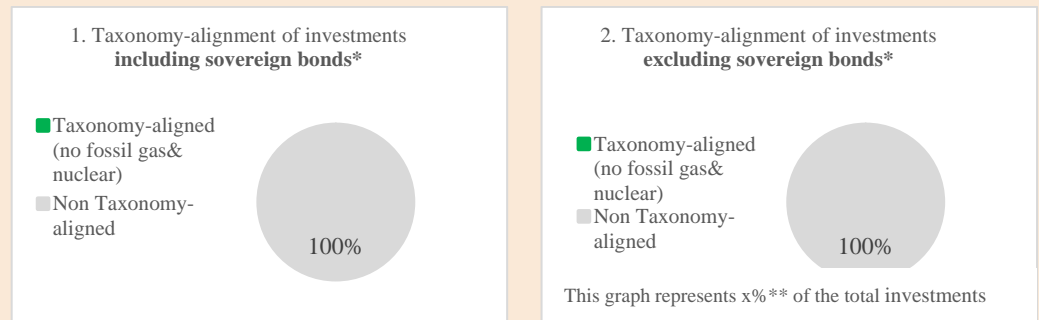 1. Taxonomy-alignment of investments
including sovereign bonds*
Taxonomy-aligned
(no fossil gas&
nuclear)
Non Taxonomy-
aligned
100%
2. Taxonomy-alignment of investments
excluding sovereign bonds*
Taxonomy-aligned
(no fossil gas&
nuclear)
Non Taxonomy-
aligned
100%
This graph represents x%** of the total investments